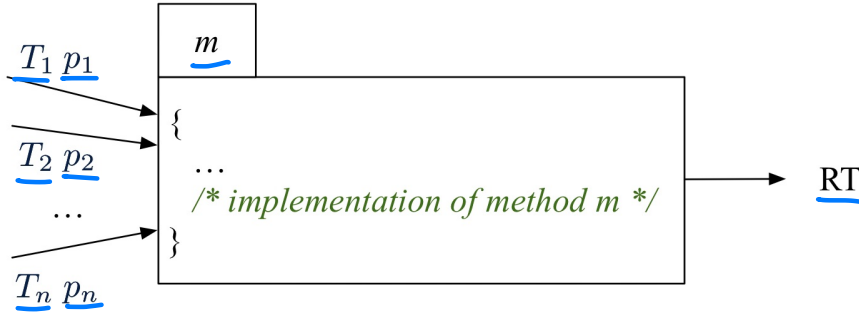 m
T₁ p₁
{
T₂ p₂
...
/* implementation of method m */
RT
...
}
Tₙ pₙ